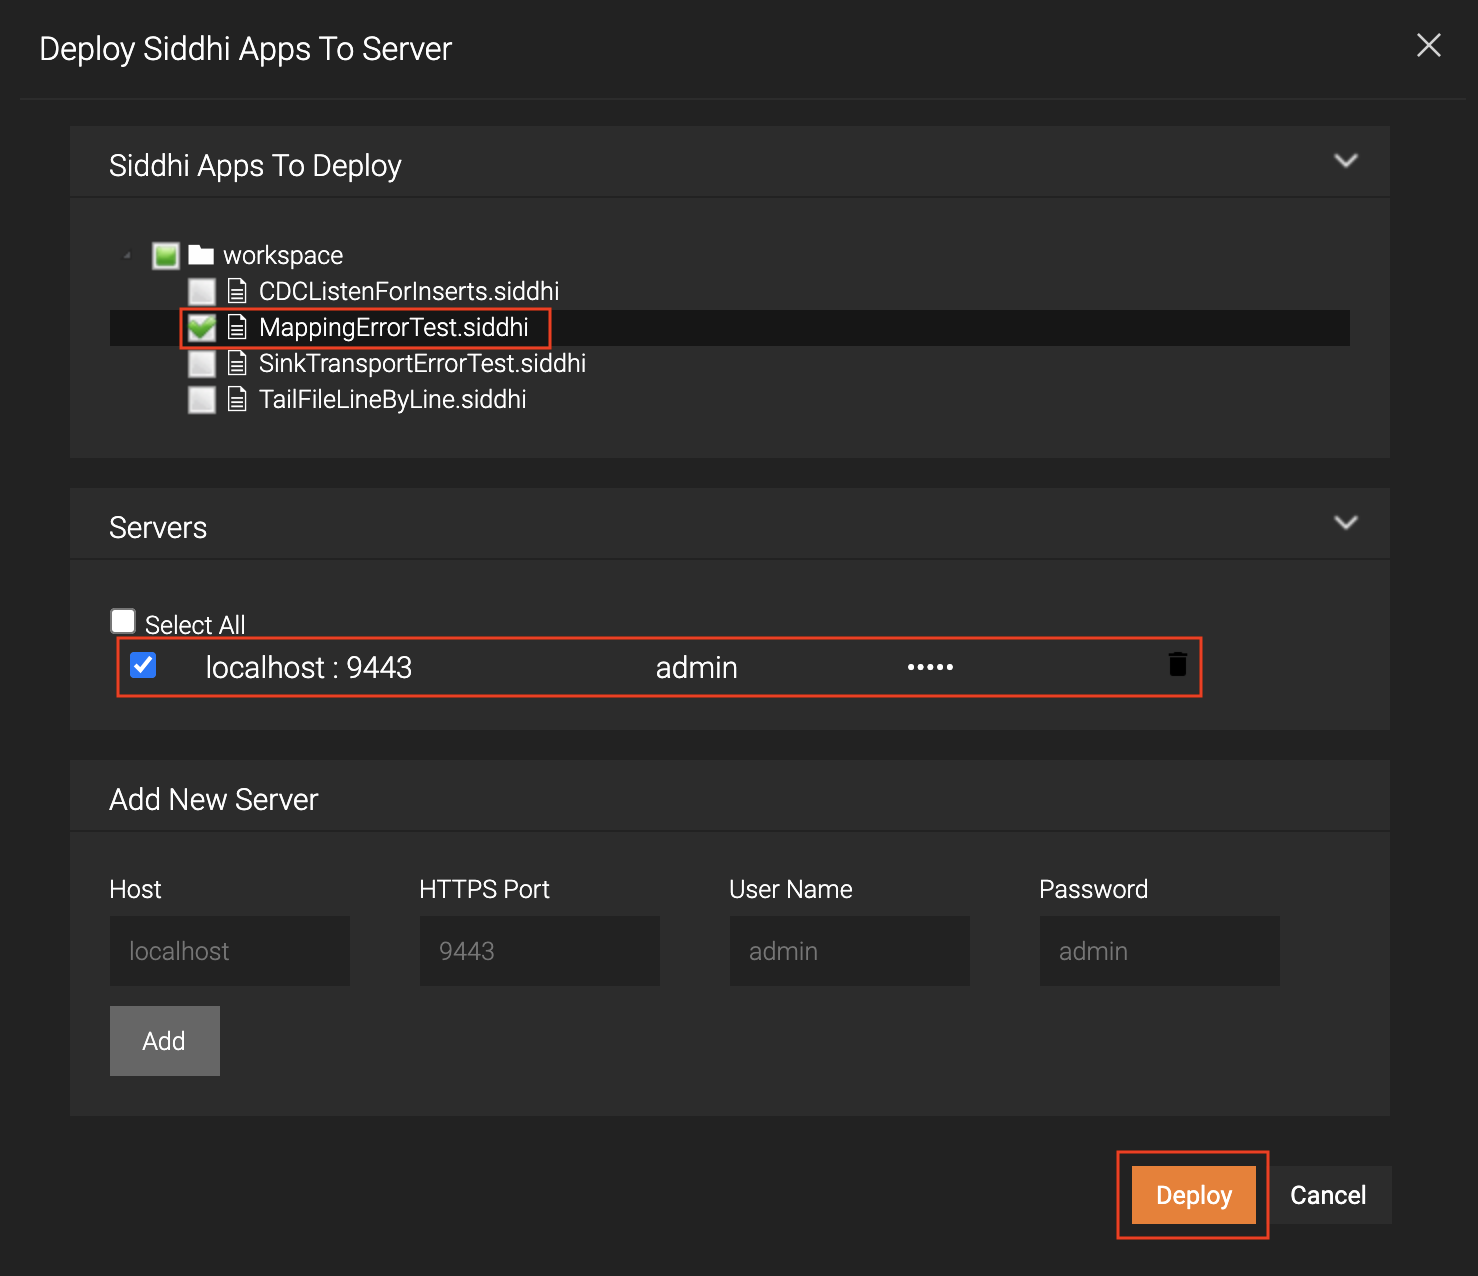 Deploy Siddhi Apps To Server
Siddhi Apps To Deploy
workspace
CDCListenForInserts.siddhi
MappingErrorTest.siddhi
SinkTransportErrorTest.siddhi
TailFileLineByLine.siddhi
Servers
Select All
localhost : 9443 admin •••••
Add New Server
Host HTTPS Port User Name Password
localhost 9443 admin admin
Add
Deploy Cancel